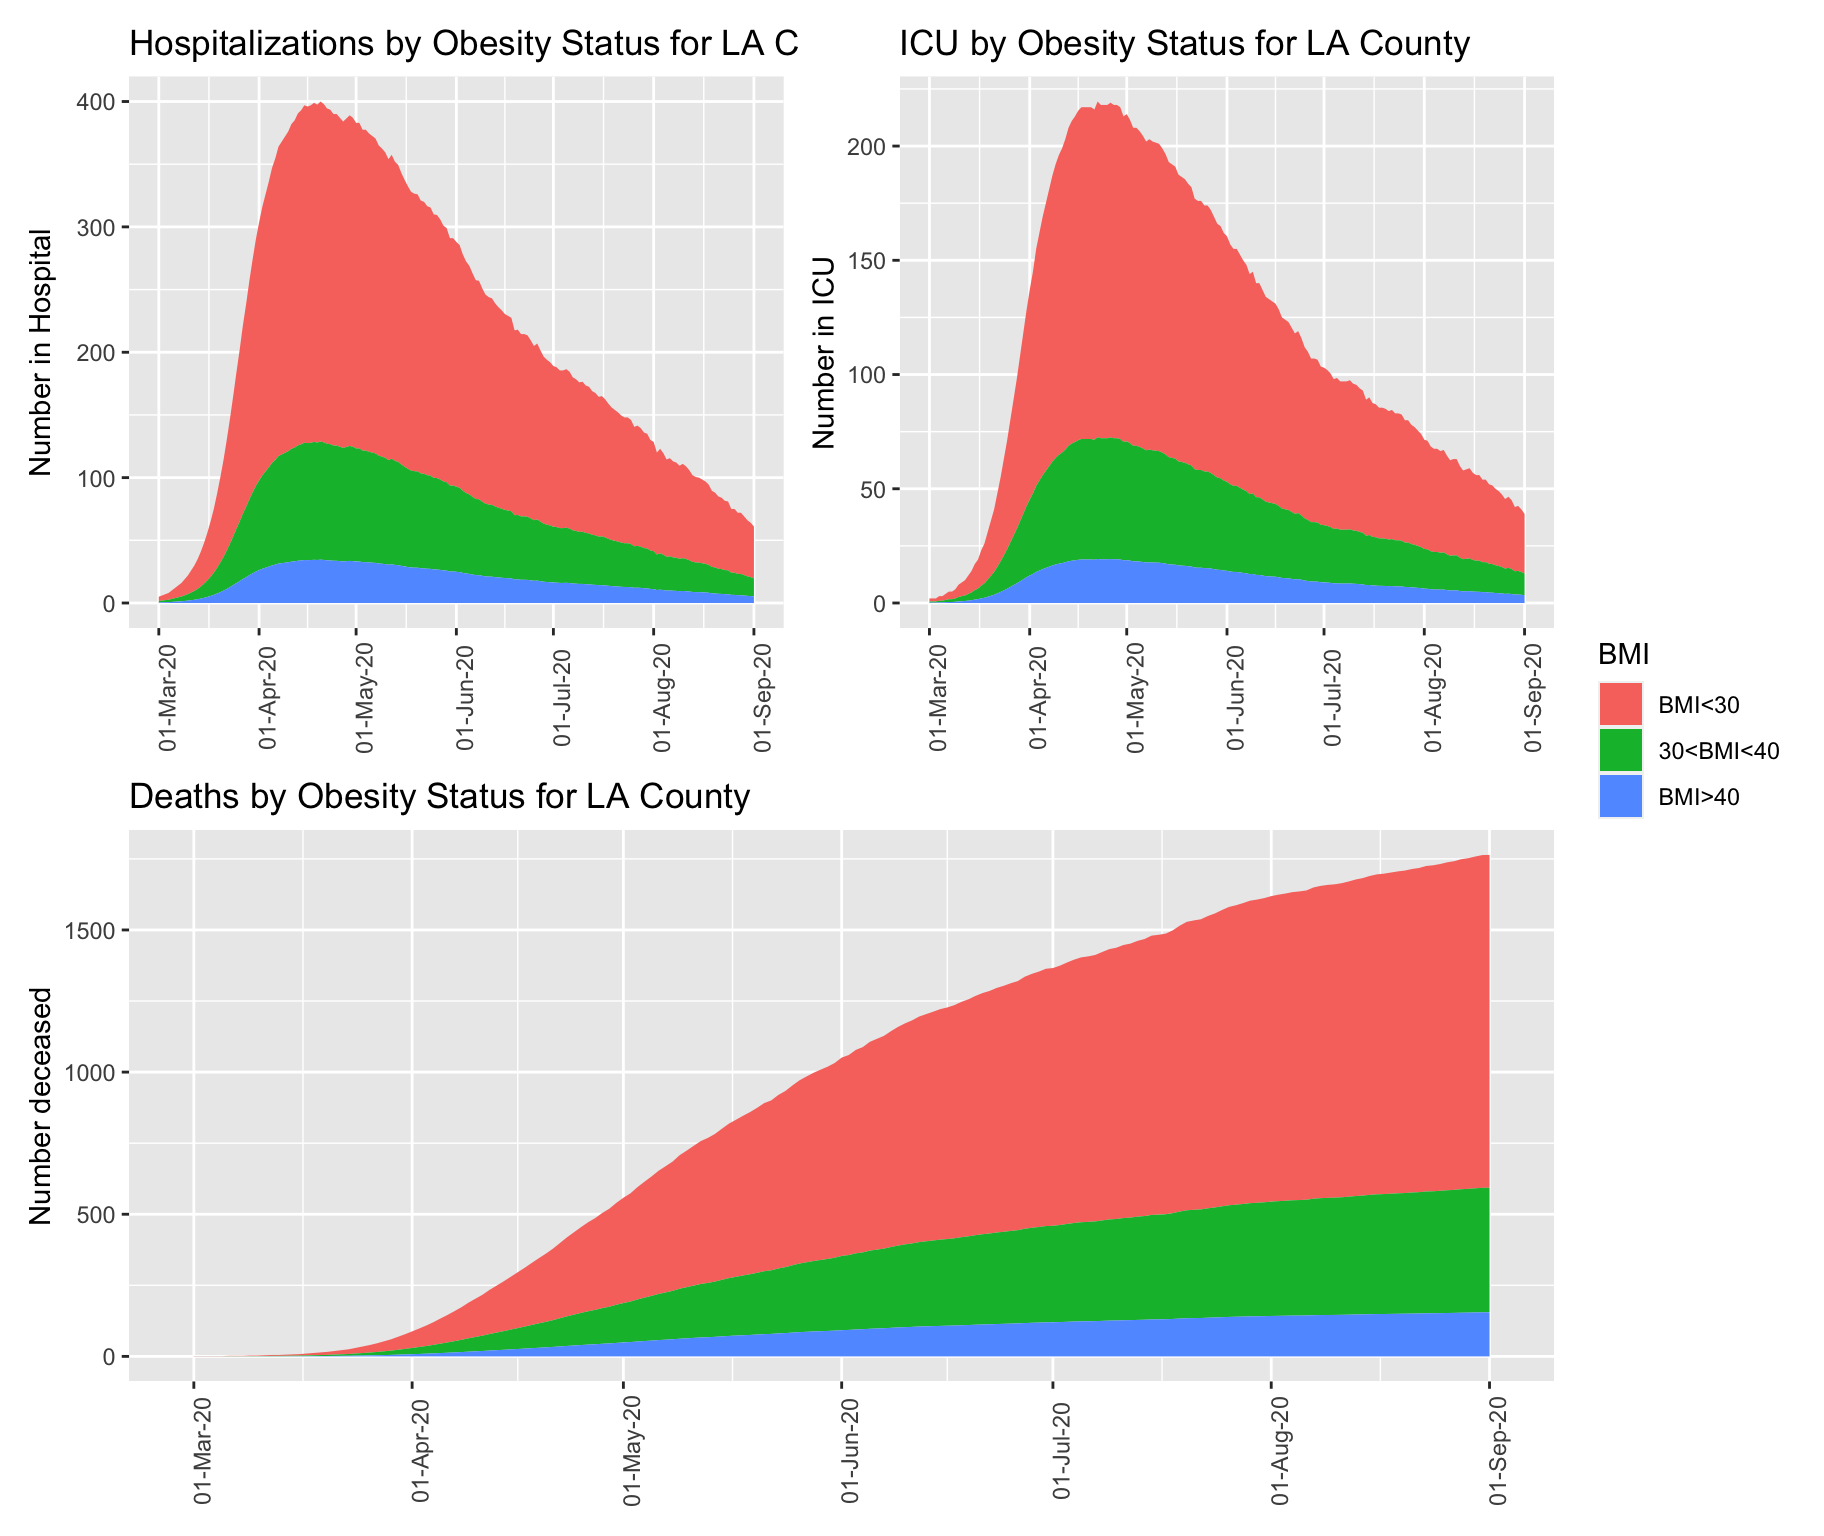 Hospitalizations by Obesity Status for LA C
Number in Hospital
400
300
200
100
0
01-Mar-20
01-Apr-20
01-May-20
01-Jun-20
01-Jul-20
01-Aug-20
01-Sep-20
ICU by Obesity Status for LA County
Number in ICU
200
150
100
50
0
01-Mar-20
01-Apr-20
01-May-20
01-Jun-20
01-Jul-20
01-Aug-20
01-Sep-20
BMI
BMI<30
30<BMI<40
BMI>40
Deaths by Obesity Status for LA County
Number deceased
1500
1000
500
0
01-Mar-20
01-Apr-20
01-May-20
01-Jun-20
01-Jul-20
01-Aug-20
01-Sep-20